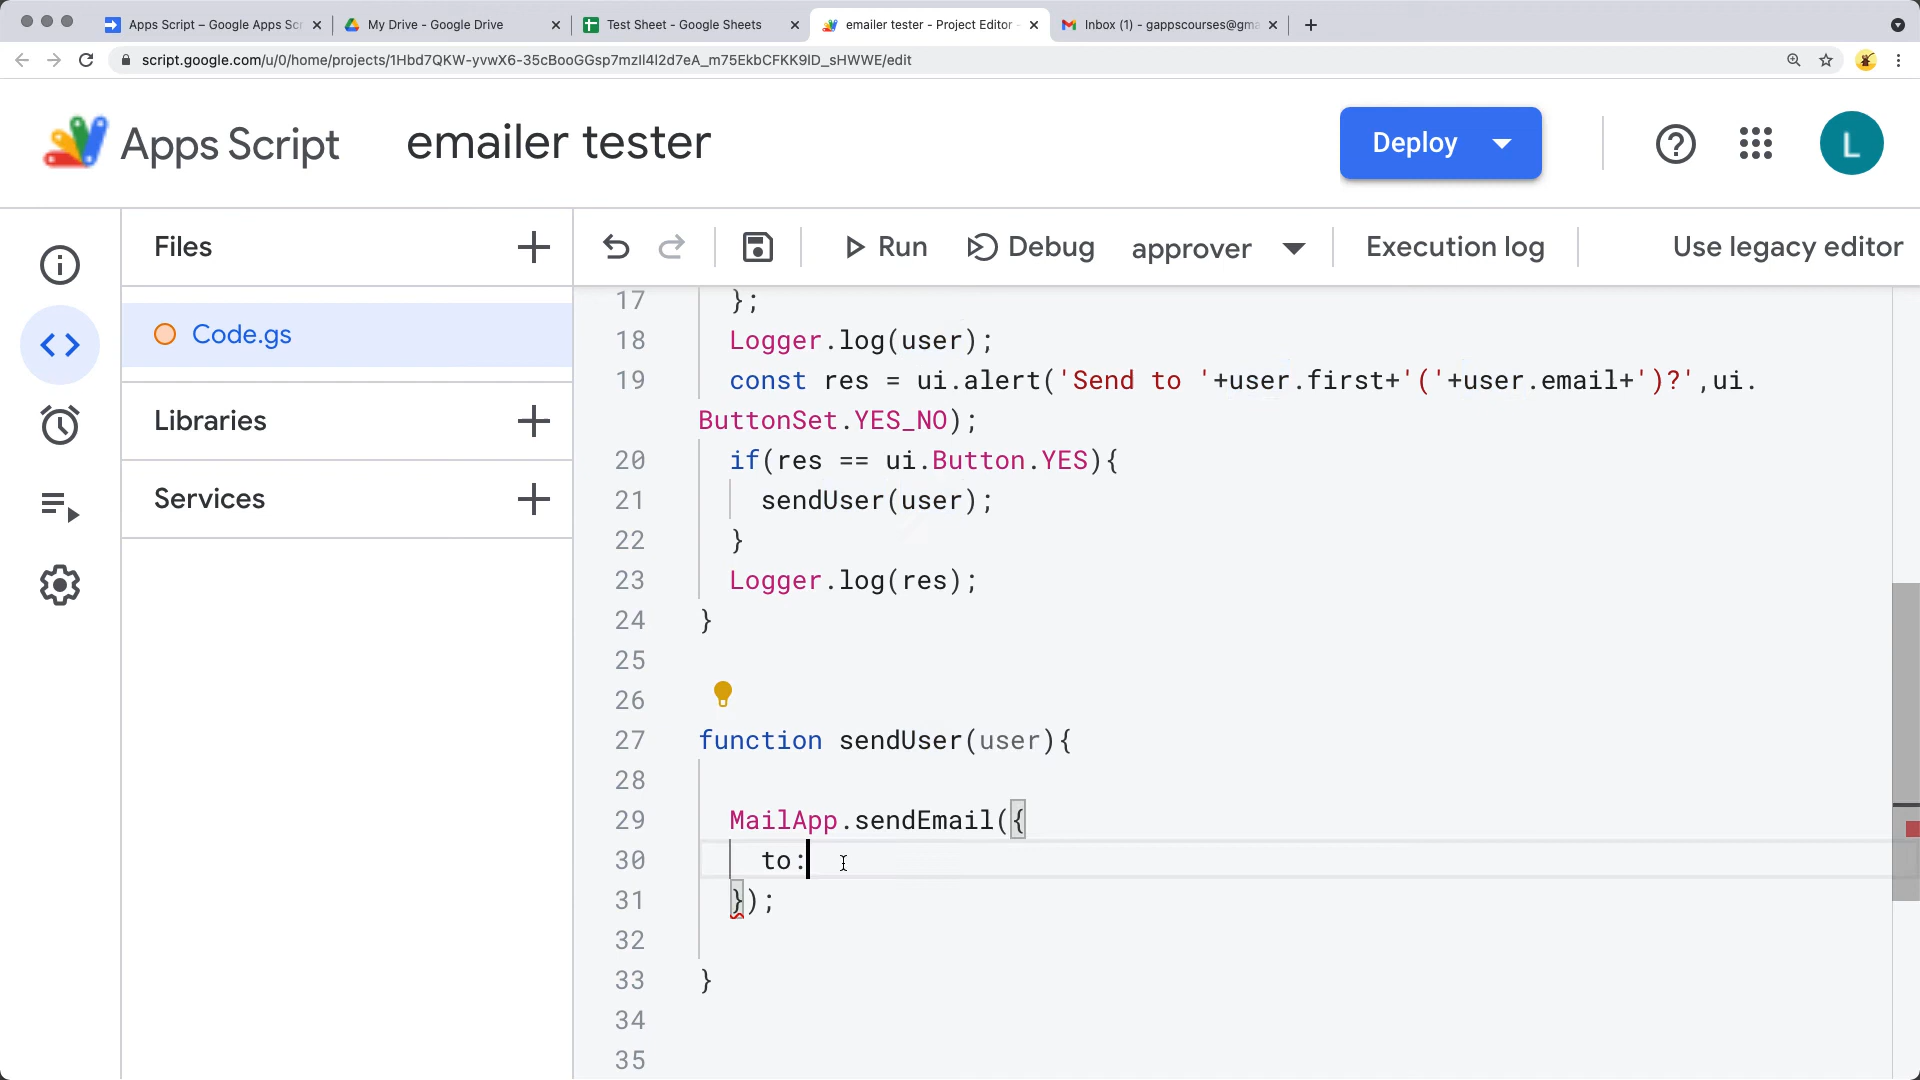 Apps Script – Google Apps Scr
My Drive - Google Drive
Test Sheet - Google Sheets
emailer tester - Project Editor -
Inbox (1) - gappscourses@gma
script.google.com/u/0/home/projects/1Hbd7QKW-yvwX6-35cBooGGsp7mzII4l2d7eA_m75EkbCFKK9ID_sHWWE/edit
Apps Script
emailer tester
Deploy
L
Files
Run
Debug
approver
Execution log
Use legacy editor
Code.gs
Libraries
Services
17 };
18 Logger.log(user);
19 const res = ui.alert('Send to '+user.first+'('+user.email+')?',ui.
ButtonSet.YES_NO);
20 if(res == ui.Button.YES){
21 sendUser(user);
22 }
23 Logger.log(res);
24 }
25
26
27 function sendUser(user){
28
29 MailApp.sendEmail({
30 to:
31 });
32
33 }
34
35